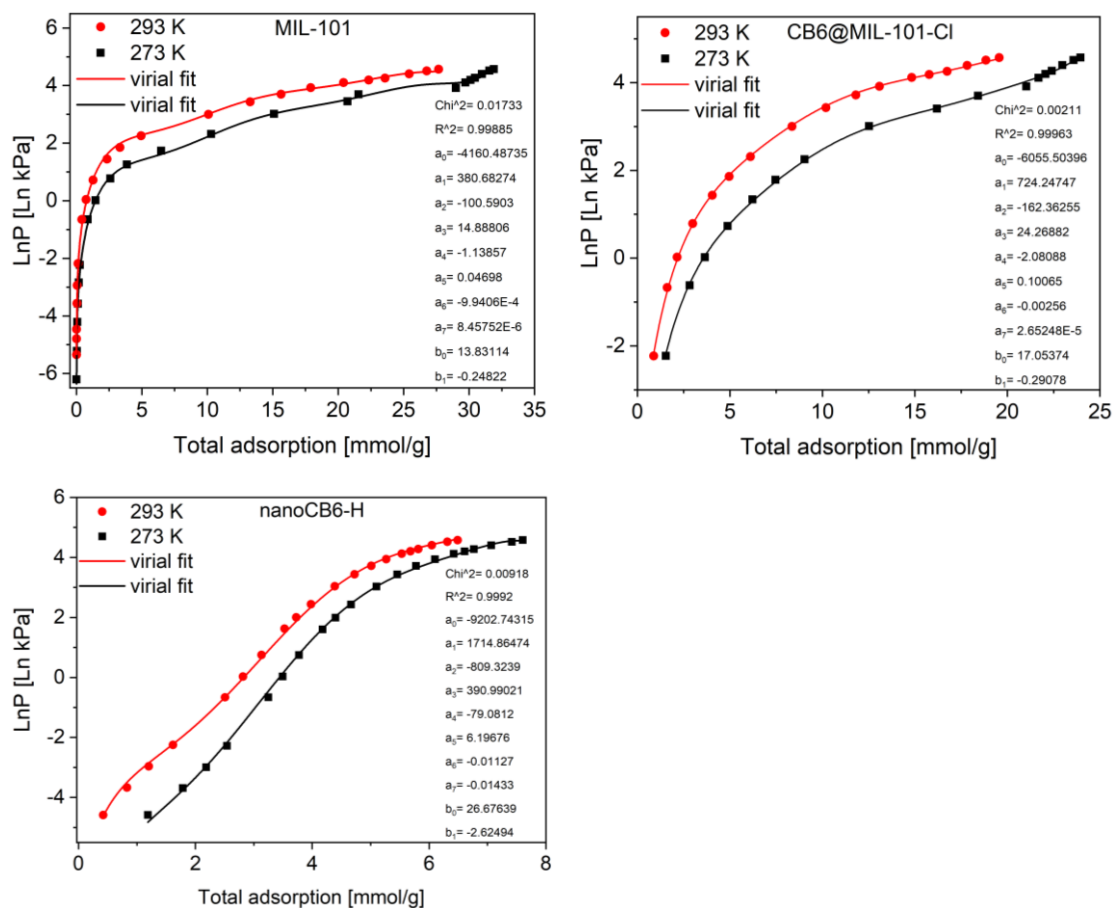 MIL-101
293 K
273 K
virial fit
virial fit
LnP [Ln kPa]
6
4
2
0
-2
-4
-6
0 5 10 15 20 25 30 35
Total adsorption [mmol/g]
Chi^2= 0.01733
R^2= 0.99885
a0= -4160.48735
a1= 380.68274
a2= -100.5903
a3= 14.88806
a4= -1.13857
a5= 0.04698
a6= -9.9406E-4
a7= 8.45752E-6
b0= 13.83114
b1= -0.24822
CB6@MIL-101-Cl
293 K
273 K
virial fit
virial fit
LnP [Ln kPa]
4
2
0
-2
0 5 10 15 20 25
Total adsorption [mmol/g]
Chi^2= 0.00211
R^2= 0.99963
a0= -6055.50396
a1= 724.24747
a2= -162.36255
a3= 24.26882
a4= -2.08088
a5= 0.10065
a6= -0.00256
a7= 2.65248E-5
b0= 17.05374
b1= -0.29078
nanoCB6-H
293 K
273 K
virial fit
virial fit
LnP [Ln kPa]
6
4
2
0
-2
-4
0 2 4 6 8
Total adsorption [mmol/g]
Chi^2= 0.00918
R^2= 0.9992
a0= -9202.74315
a1= 1714.86474
a2= -809.3239
a3= 390.99021
a4= -79.0812
a5= 6.19676
a6= -0.01127
a7= -0.01433
b0= 26.67639
b1= -2.62494